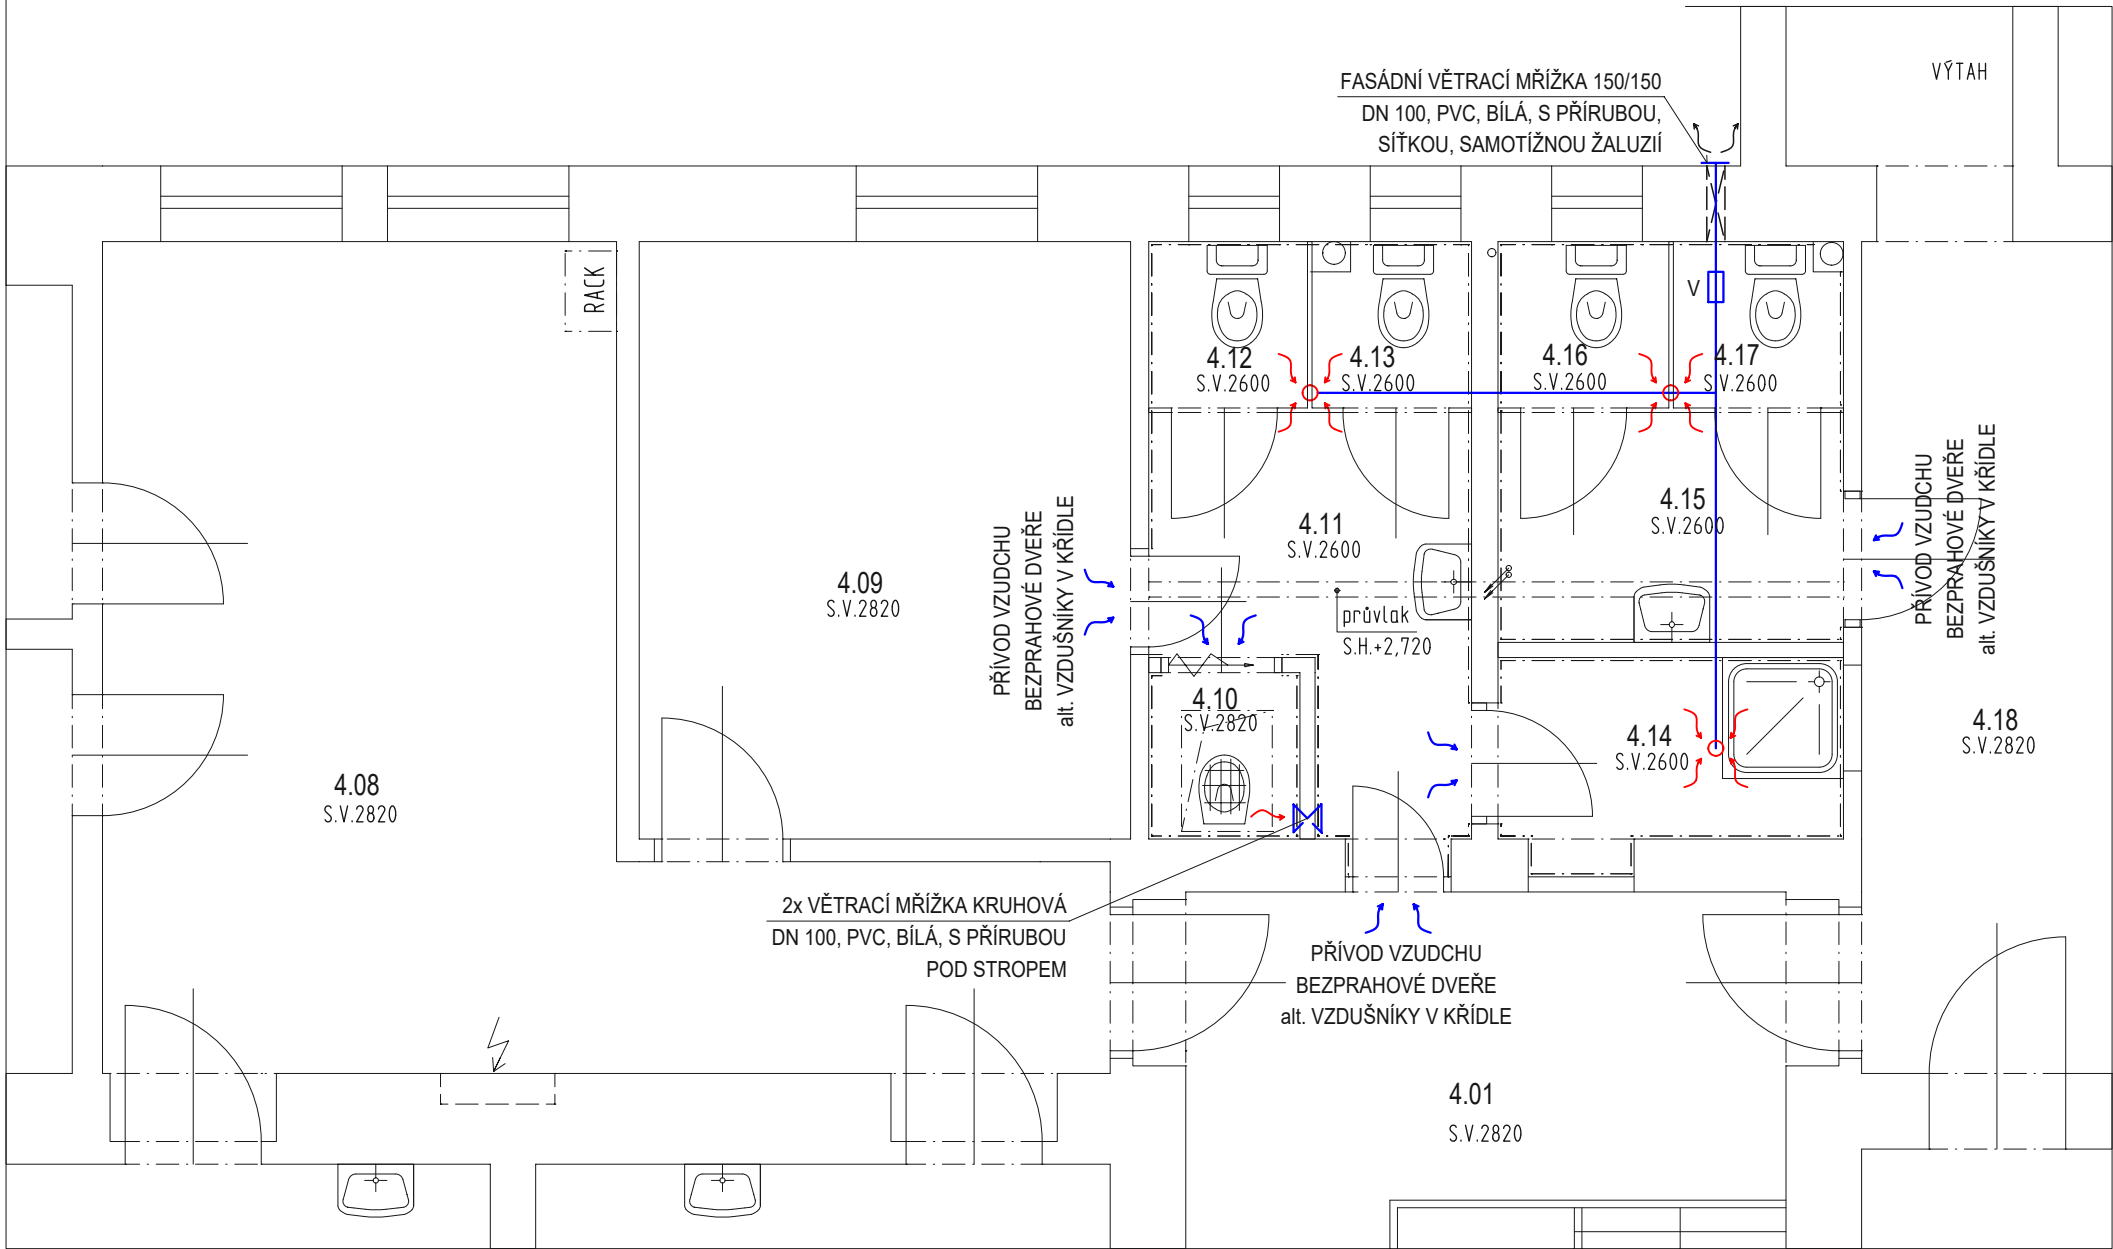 VÝTAH
FASÁDNÍ VĚTRACÍ MŘÍŽKA 150/150
DN 100, PVC, BÍLÁ, S PŘÍRUBOU,
SÍŤKOU, SAMOTÍŽNOU ŽALUZIÍ
RACK
V
4.12
S.V.2600
4.13
S.V.2600
4.16
S.V.2600
4.17
S.V.2600
4.11
S.V.2600
4.15
S.V.2600
PŘÍVOD VZUDCHU
BEZPRAHOVÉ DVEŘE
alt. VZDUŠNÍKY V KŘÍDLE
PŘÍVOD VZUDCHU
BEZPRAHOVÉ DVEŘE
alt. VZDUŠNÍKY V KŘÍDLE
4.09
S.V.2820
průvlak
S.H.+2,720
4.10
S.V.2820
4.14
S.V.2600
4.18
S.V.2820
4.08
S.V.2820
2x VĚTRACÍ MŘÍŽKA KRUHOVÁ
DN 100, PVC, BÍLÁ, S PŘÍRUBOU
POD STROPEM
PŘÍVOD VZUDCHU
BEZPRAHOVÉ DVEŘE
alt. VZDUŠNÍKY V KŘÍDLE
4.01
S.V.2820